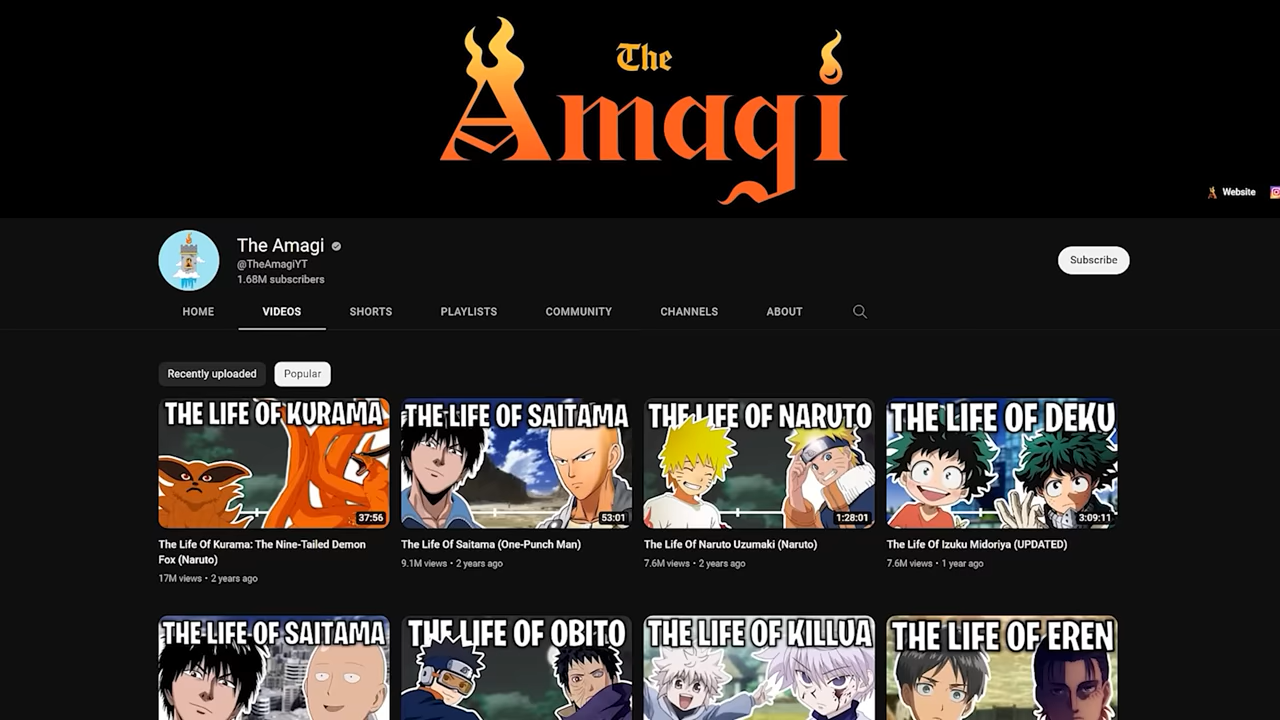 The
Amagi
Website
The Amagi
@TheAmagiYT
1.68M subscribers
Subscribe
HOME VIDEOS SHORTS PLAYLISTS COMMUNITY CHANNELS ABOUT
Recently uploaded Popular
THE LIFE OF KURAMA THE LIFE OF SAITAMA THE LIFE OF NARUTO THE LIFE OF DEKU
37:56 53:01 1:28:01 3:09:11
The Life Of Kurama: The Nine-Tailed Demon Fox (Naruto) The Life Of Saitama (One-Punch Man) The Life Of Naruto Uzumaki (Naruto) The Life Of Izuku Midoriya (UPDATED)
17M views • 2 years ago 9.1M views • 2 years ago 7.6M views • 2 years ago 7.6M views • 1 year ago
THE LIFE OF SAITAMA THE LIFE OF OBITO THE LIFE OF KILLUA THE LIFE OF EREN